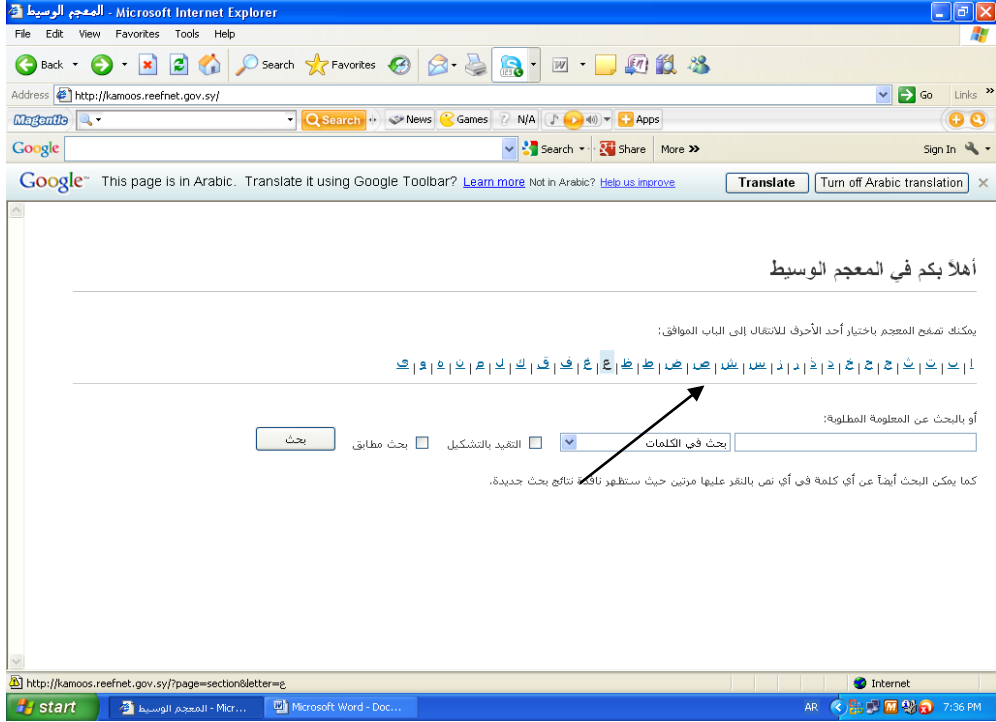 المعجم الوسيط - Microsoft Internet Explorer
File Edit View Favorites Tools Help
Back Search Favorites
Address http://kamoos.reefnet.gov.sy/ Go Links »
Magentic Search News Games N/A Apps
Google Search Share More » Sign In
Google™ This page is in Arabic. Translate it using Google Toolbar? Learn more Not in Arabic? Help us improve Translate Turn off Arabic translation
أهلاً بكم في المعجم الوسيط
يمكنك تصفح المعجم باختيار أحد الأحرف للانتقال إلى الباب الموافق:
ا | ب | ت | ث | ج | ح | خ | د | ذ | ر | ز | س | ش | ص | ض | ط | ظ | ع | غ | ف | ق | ك | ل | م | ن | ه | و | ي
أو بالبحث عن المعلومة المطلوبة:
بحث في الكلمات التقيد بالتشكيل بحث مطابق بحث
كما يمكن البحث أيضاً عن أي كلمة في أي نص بالنقر عليها مرتين حيث ستظهر نافذة نتائج بحث جديدة.
http://kamoos.reefnet.gov.sy/?page=section&letter=ع Internet
start المعجم الوسيط - Micr... Microsoft Word - Doc... AR 7:36 PM